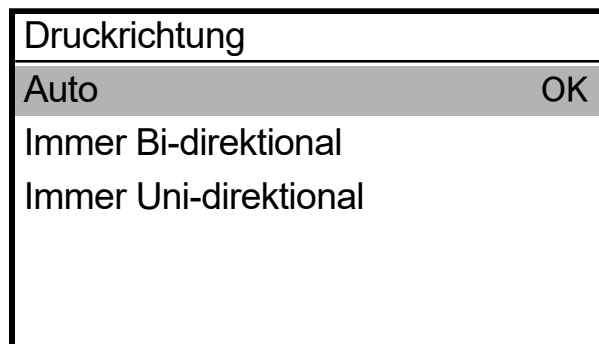 Druckrichtung
Auto OK
Immer Bi-direktional
Immer Uni-direktional